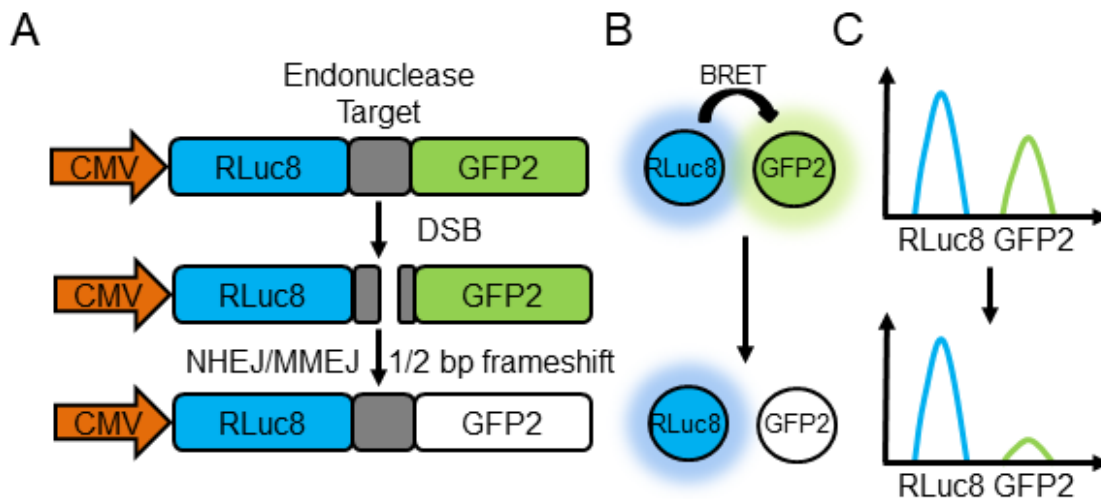 A
Endonuclease
Target
CMV RLuc8 GFP2
DSB
CMV RLuc8 GFP2
NHEJ/MMEJ 1/2 bp frameshift
CMV RLuc8 GFP2
B
BRET
RLuc8 GFP2
RLuc8 GFP2
C
RLuc8 GFP2
RLuc8 GFP2